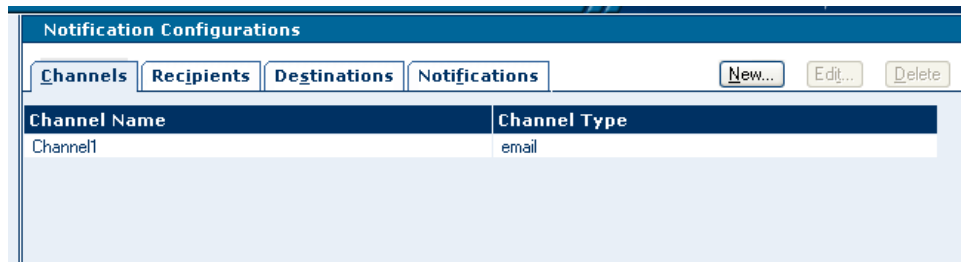 Notification Configurations
Channels Recipients Destinations Notifications New... Edit... Delete
Channel Name Channel Type
Channel1 email